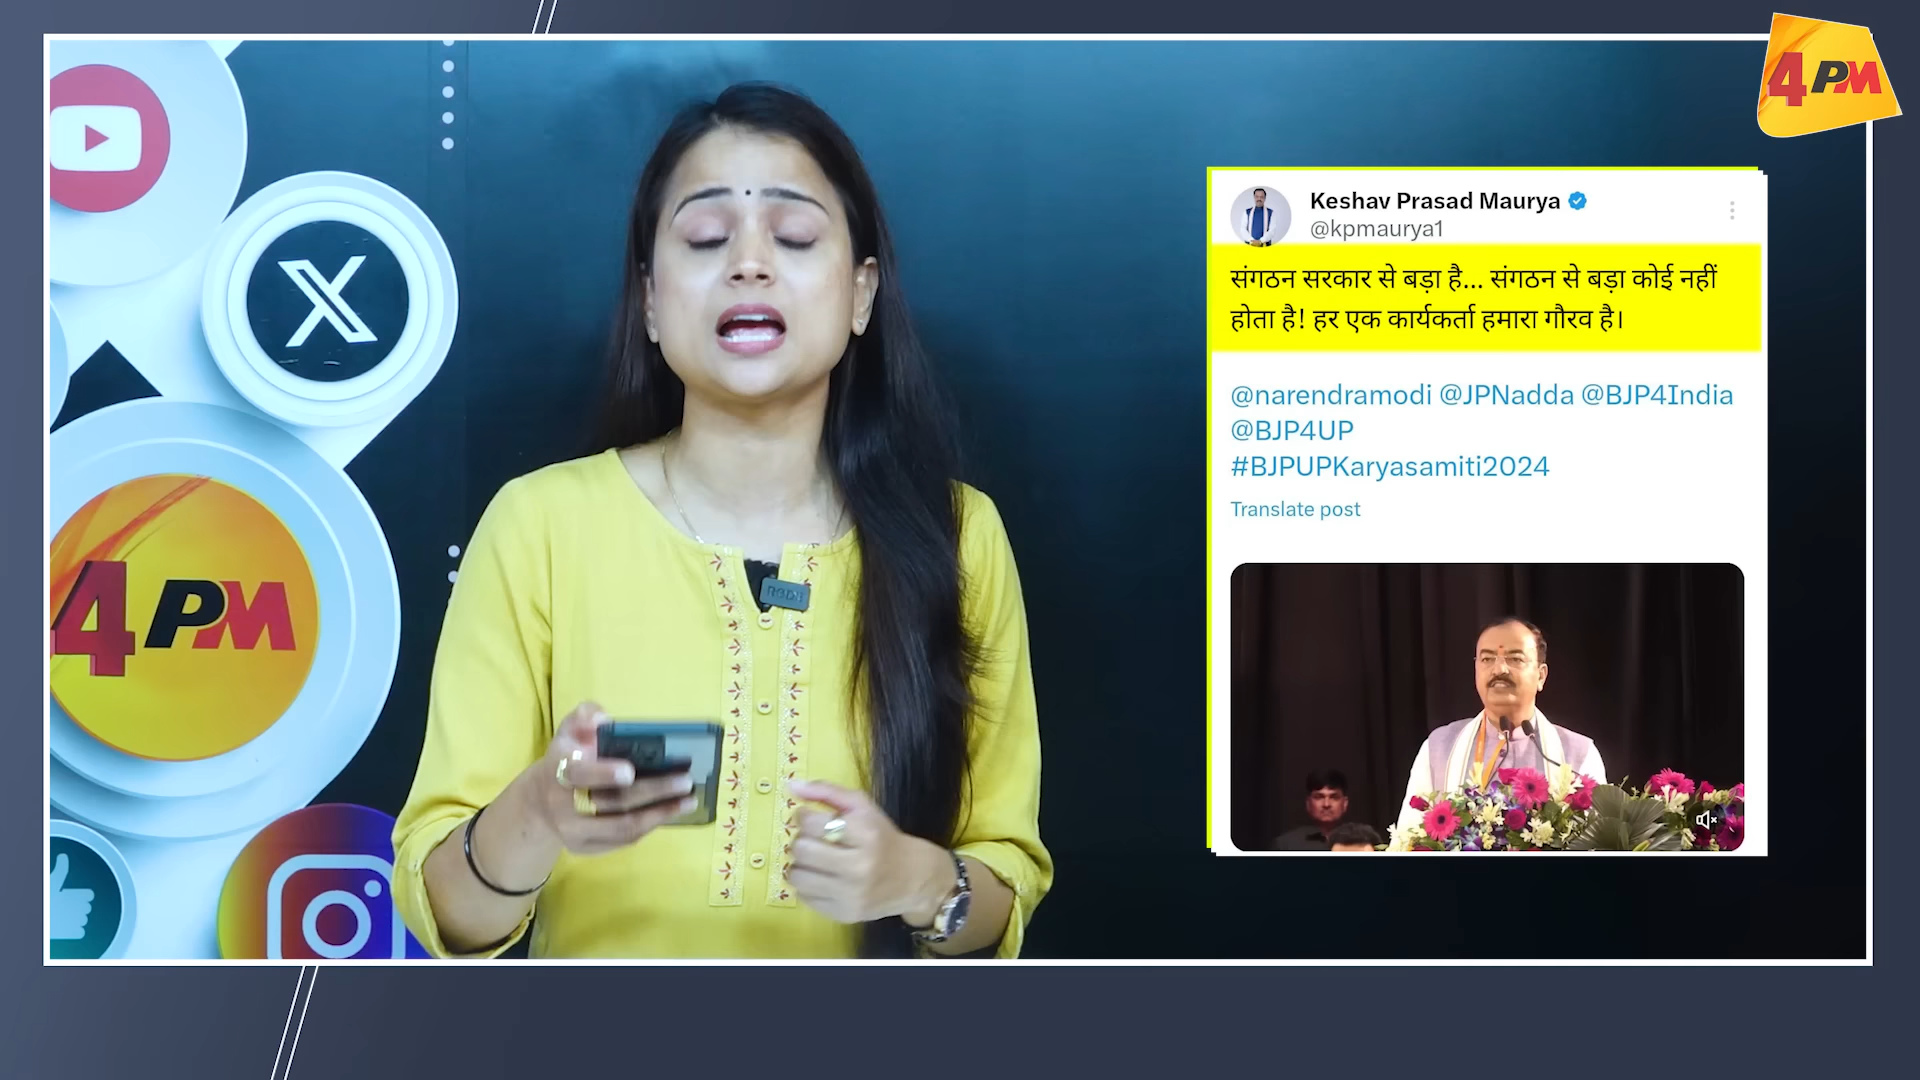 4PM
X
4PM
RODE
Keshav Prasad Maurya
@kpmaurya1
संगठन सरकार से बड़ा है... संगठन से बड़ा कोई नहीं
होता है! हर एक कार्यकर्ता हमारा गौरव है।
@narendramodi @JPNadda @BJP4India
@BJP4UP
#BJPUPKaryasamiti2024
Translate post